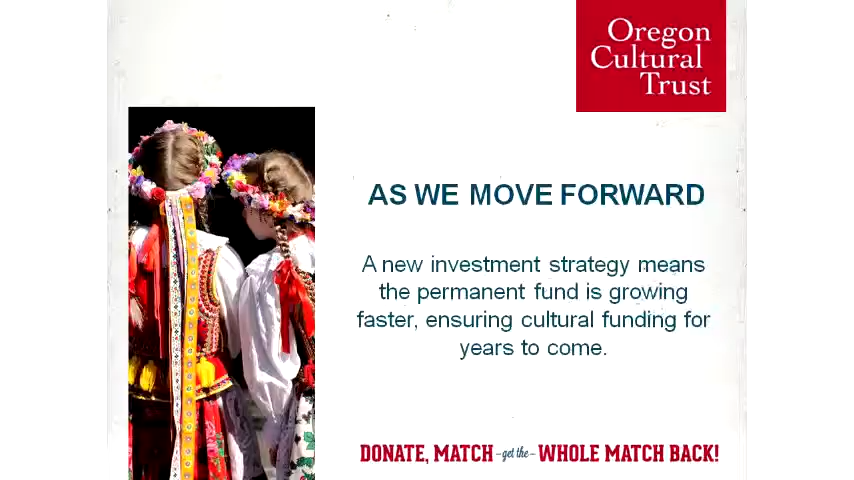 Oregon
Cultural
Trust
AS WE MOVE FORWARD
A new investment strategy means
the permanent fund is growing
faster, ensuring cultural funding for
years to come.
DONATE, MATCH -get the- WHOLE MATCH BACK!